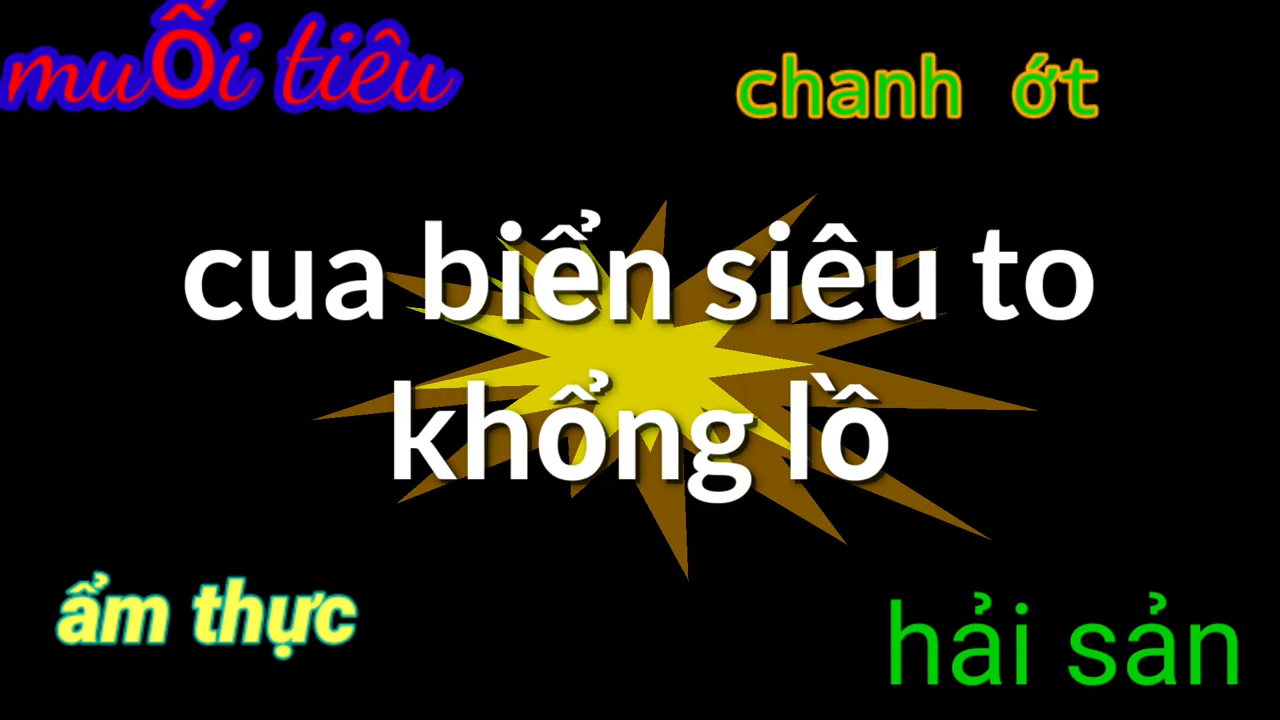 muỐi tiêu
chanh ớt
cua biển siêu to
khổng lồ
ẩm thực
hải sản